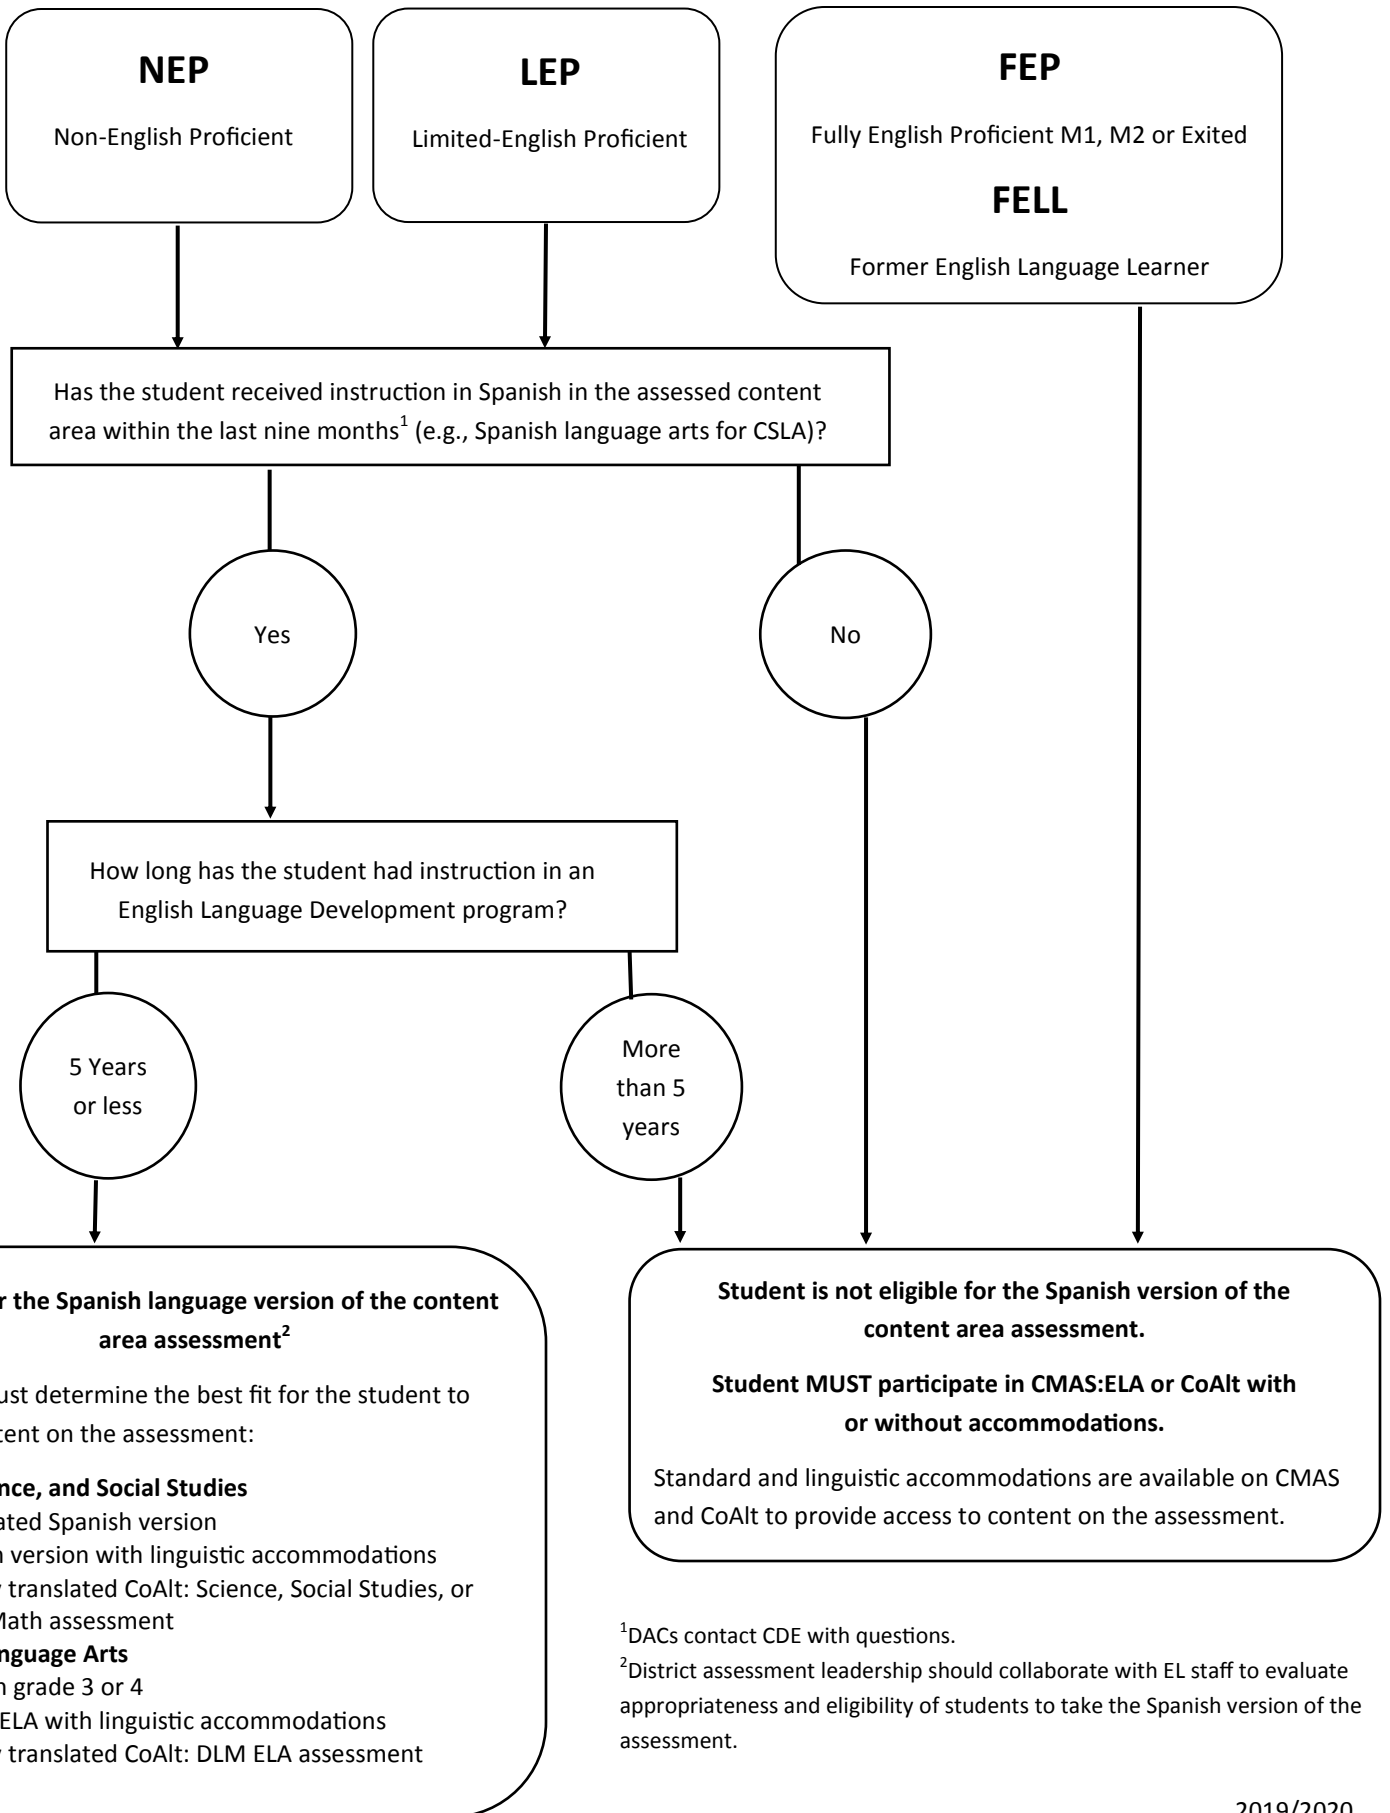 NEP
Non-English Proficient
LEP
Limited-English Proficient
FEP
Fully English Proficient M1, M2 or Exited
FELL
Former English Language Learner
Has the student received instruction in Spanish in the assessed content
area within the last nine months1 (e.g., Spanish language arts for CSLA)?
Yes
No
How long has the student had instruction in an
English Language Development program?
5 Years
or less
More
than 5
years
the Spanish language version of the content
area assessment2
determine the best fit for the student to
on the assessment:
and Social Studies
Spanish version
version with linguistic accommodations
translated CoAlt: Science, Social Studies, or
Math assessment
Arts
grade 3 or 4
ELA with linguistic accommodations
translated CoAlt: DLM ELA assessment
Student is not eligible for the Spanish version of the
content area assessment.
Student MUST participate in CMAS:ELA or CoAlt with
or without accommodations.
Standard and linguistic accommodations are available on CMAS
and CoAlt to provide access to content on the assessment.
1DACs contact CDE with questions.
2District assessment leadership should collaborate with EL staff to evaluate
appropriateness and eligibility of students to take the Spanish version of the
assessment.
2019/2020